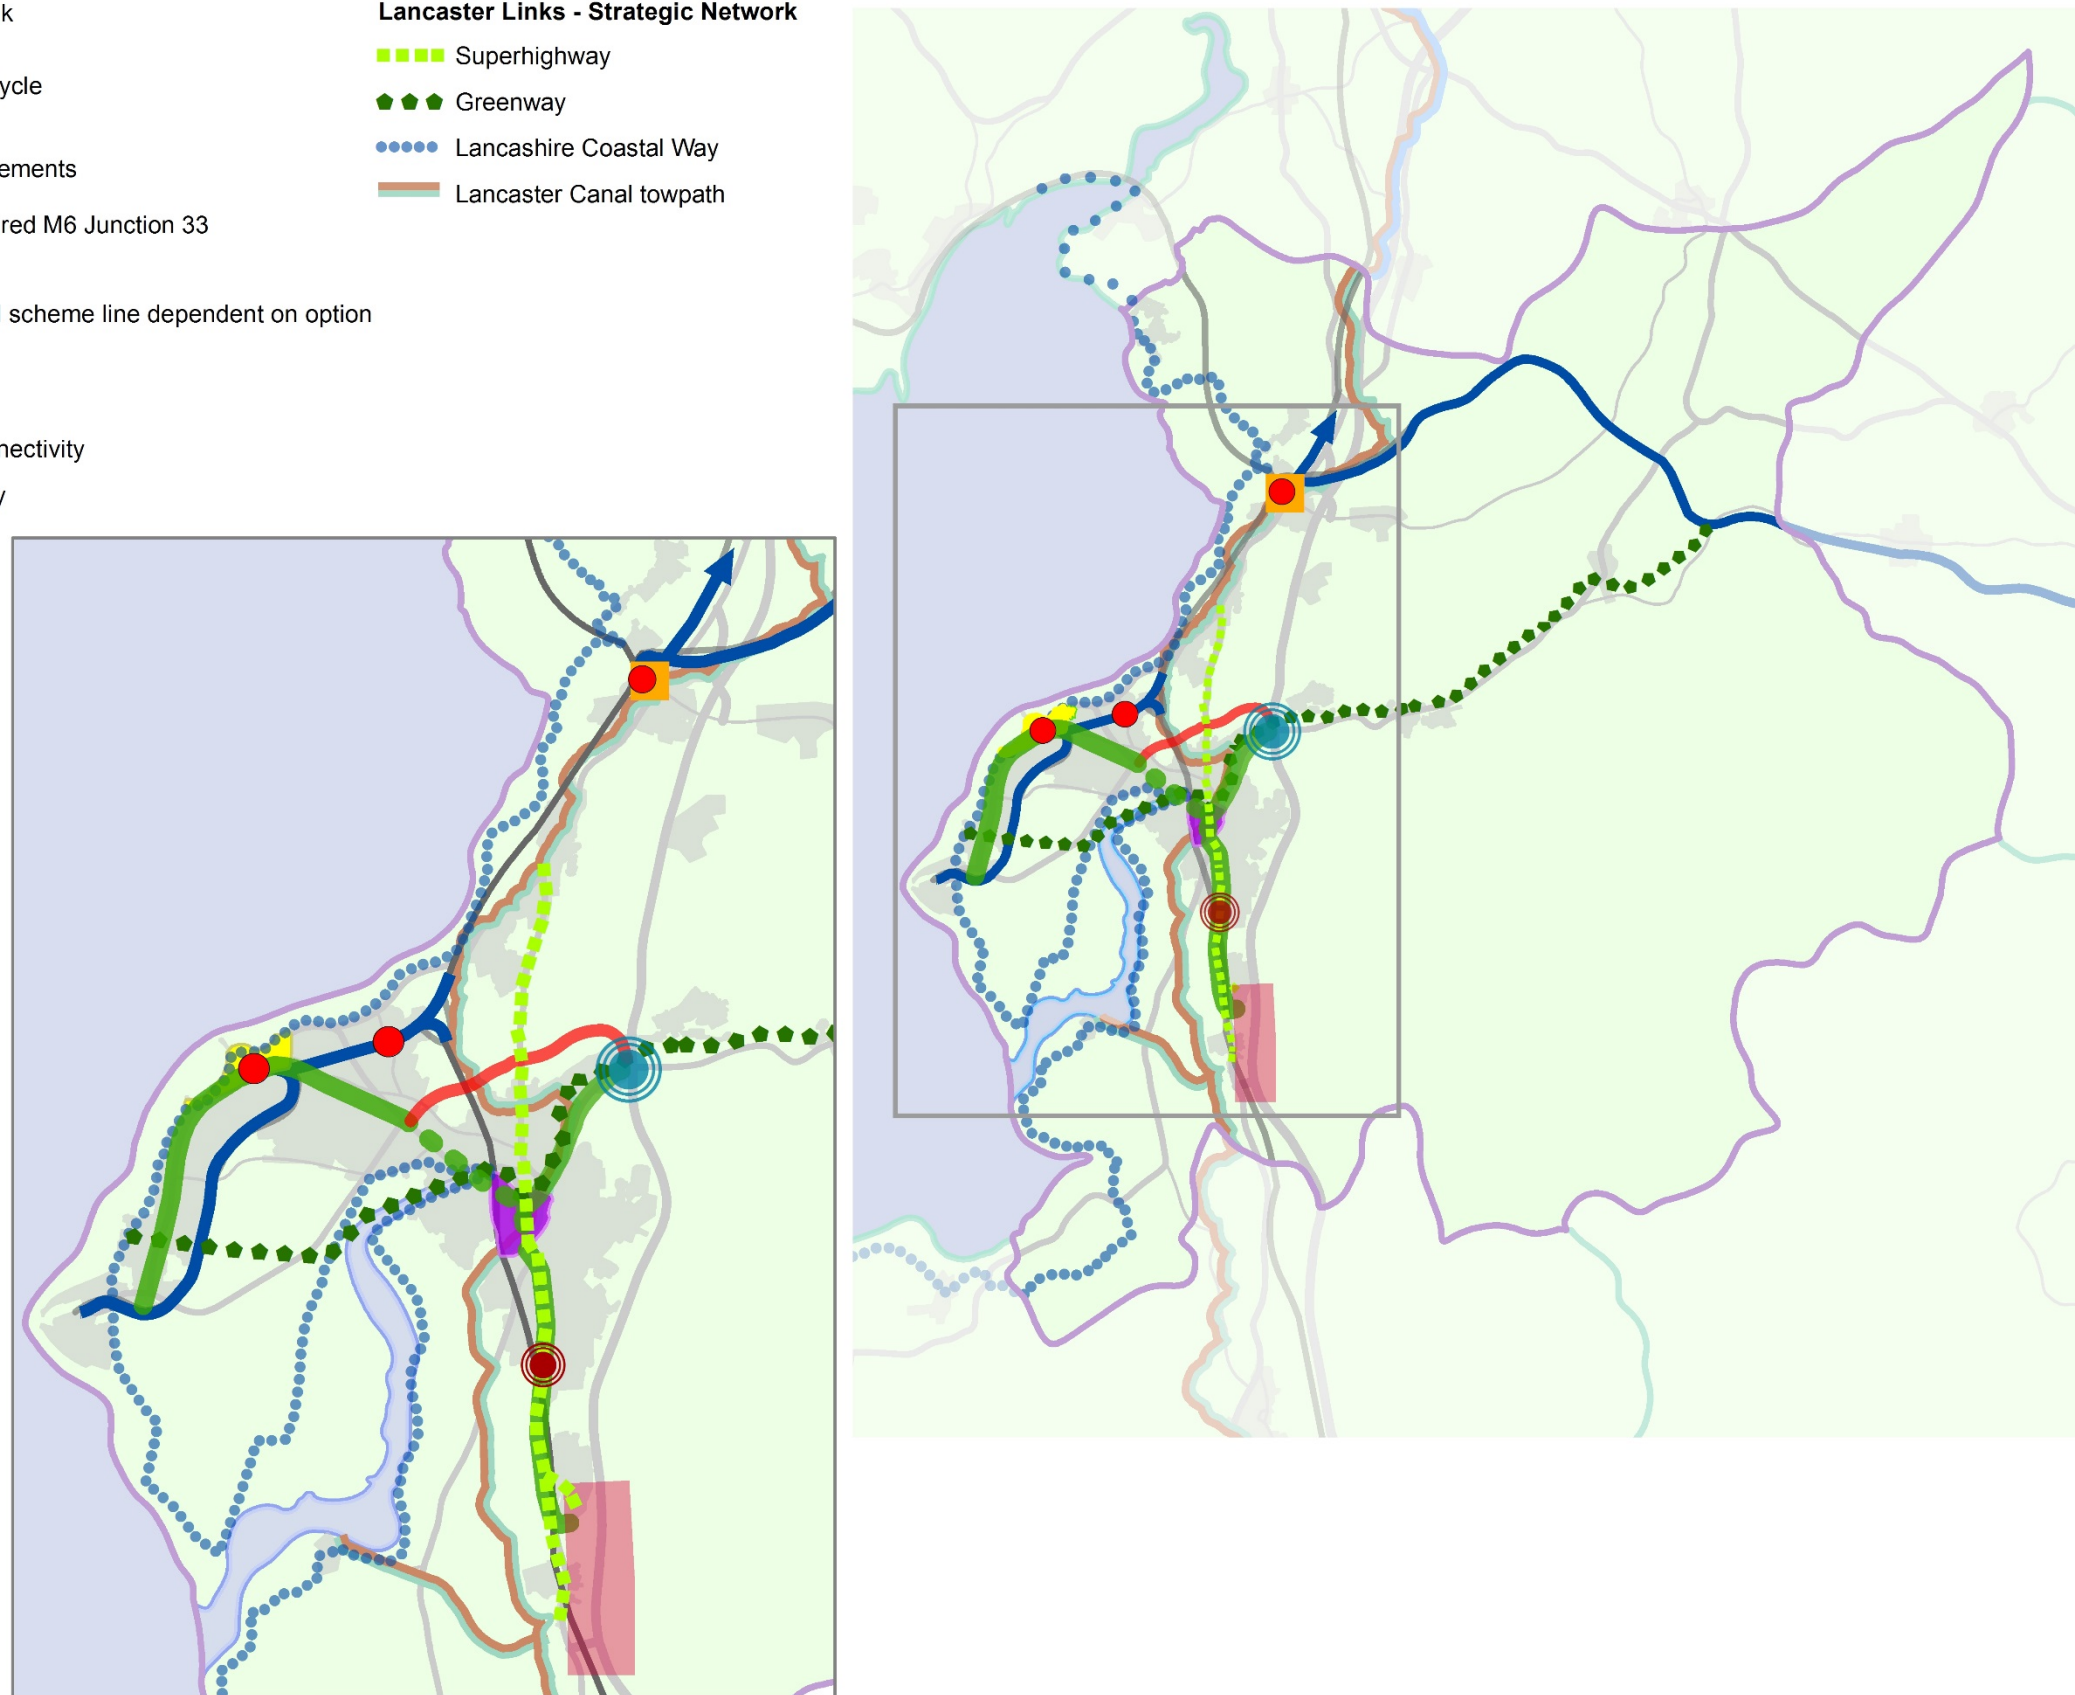 k
ycle
ements
red M6 Junction 33
scheme line dependent on option
nectivity
y
Lancaster Links - Strategic Network
Superhighway
Greenway
Lancashire Coastal Way
Lancaster Canal towpath